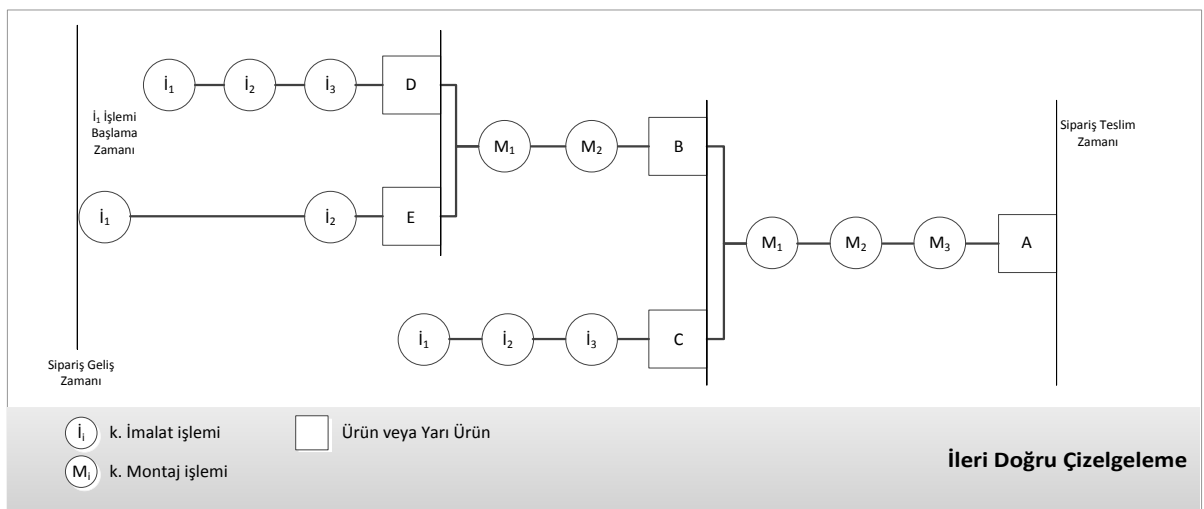 İ₁
İ₂
İ₃
D
İ₁ İşlemi
Başlama
Zamanı
Sipariş Teslim
Zamanı
M₁
M₂
B
İ₁
İ₂
E
M₁
M₂
M₃
A
İ₁
İ₂
İ₃
C
Sipariş Geliş
Zamanı
İᵢ k. İmalat işlemi
Ürün veya Yarı Ürün
Mᵢ k. Montaj işlemi
İleri Doğru Çizelgeleme